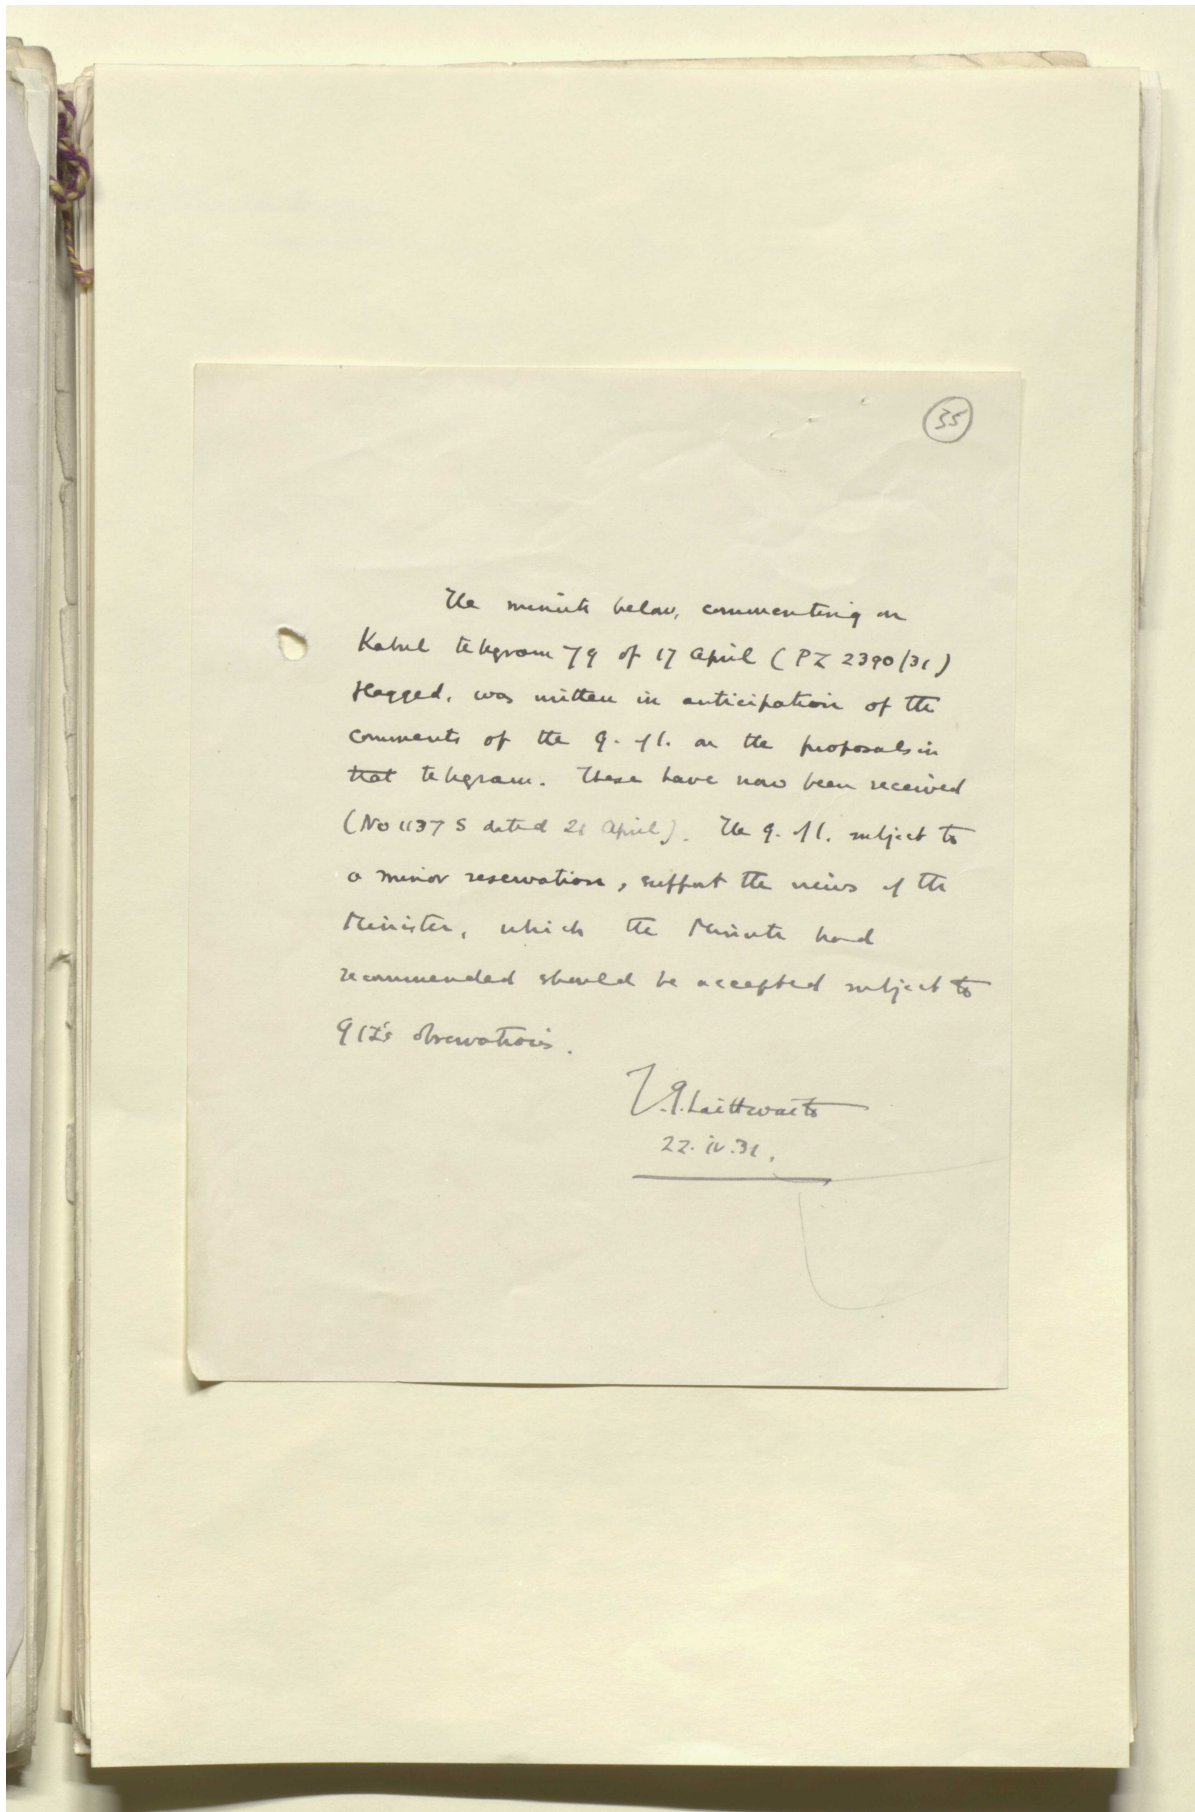 35
The minute below, commenting on
Kabul telegram 79 of 17 April (PZ 2390/31)
flagged, was written in anticipation of the
comments of the G. of I. on the proposals in
that telegram. These have now been received
(No 1137 S dated 21 April). The G. of I. subject to
a minor reservation, support the views of the
Minister, which the Minute had
recommended should be accepted subject to
G of I's observations.
J.G. Laithwaite
22.iv.31.